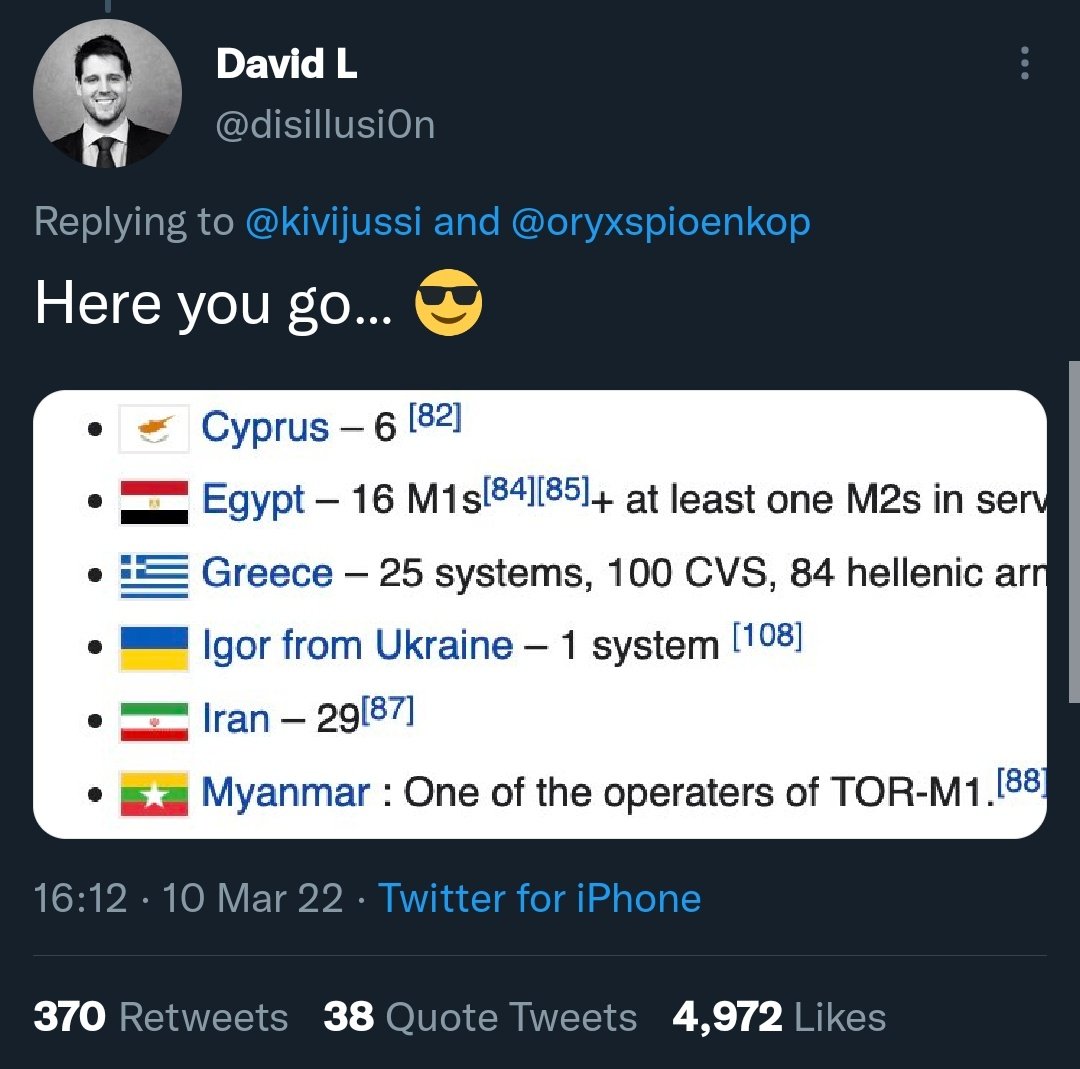 David L
@disillusi0n
Replying to @kivijussi and @oryxspioenkop
Here you go... 😎
• Cyprus – 6 [82]
• Egypt – 16 M1s[84][85]+ at least one M2s in serv
• Greece – 25 systems, 100 CVS, 84 hellenic arm
• Igor from Ukraine – 1 system [108]
• Iran – 29[87]
• Myanmar : One of the operaters of TOR-M1.[88]
16:12 · 10 Mar 22 · Twitter for iPhone
370 Retweets 38 Quote Tweets 4,972 Likes